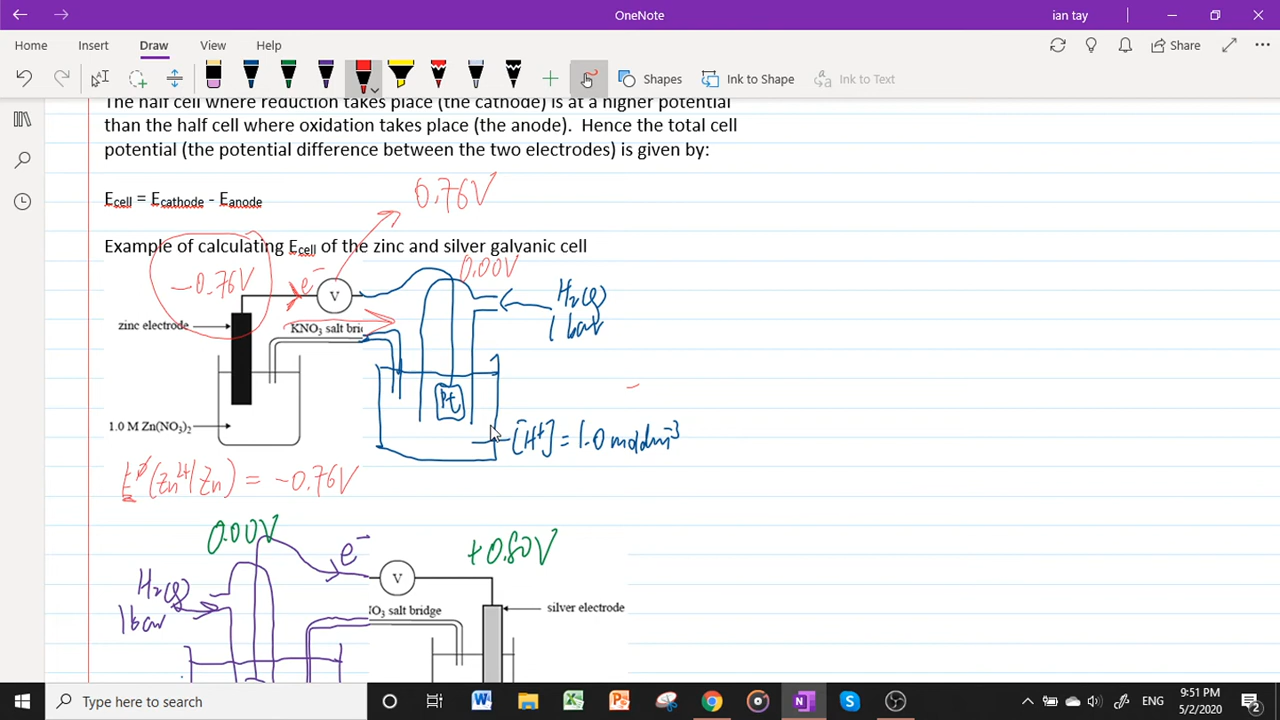 OneNote
ian tay
Home Insert Draw View Help
Share
Shapes
Ink to Shape
Ink to Text
The half cell where reduction takes place (the cathode) is at a higher potential
than the half cell where oxidation takes place (the anode). Hence the total cell
potential (the potential difference between the two electrodes) is given by:
0.76V
Ecell = Ecathode - Eanode
Example of calculating Ecell of the zinc and silver galvanic cell
-0.76V
e⁻
V
0.00V
H₂(g)
1 bar
zinc electrode
KNO₃ salt bri
Pt
1.0 M Zn(NO₃)₂
[H⁺] = 1.0 moldm⁻³
E⦵(Zn²⁺/Zn) = -0.76V
0.00V
e⁻
+0.80V
V
H₂(g)
1 bar
O₃ salt bridge
silver electrode
Type here to search
ENG
9:51 PM
5/2/2020
2